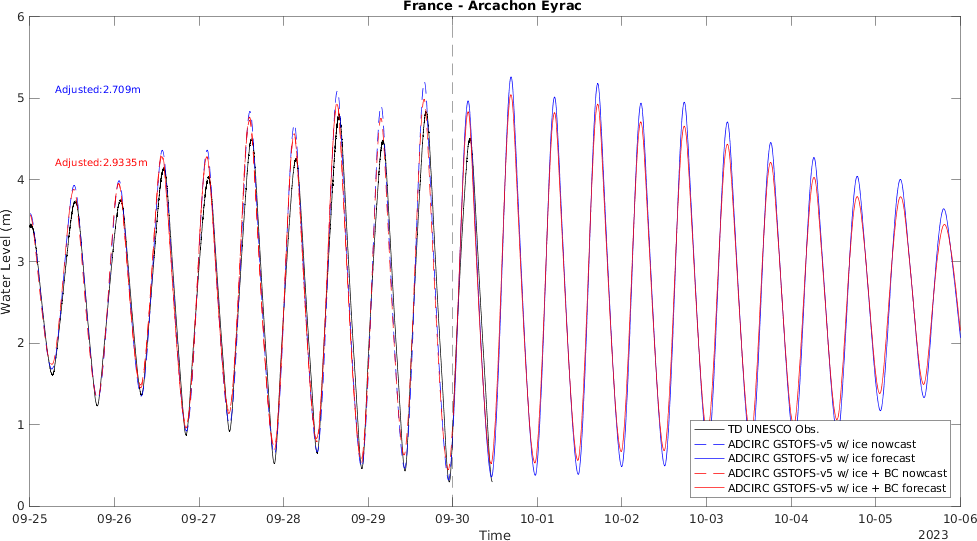 France - Arcachon Eyrac
6
5
4
3
2
1
0
Water Level (m)
Adjusted:2.709m
Adjusted:2.9335m
TD UNESCO Obs.
ADCIRC GSTOFS-v5 w/ ice nowcast
ADCIRC GSTOFS-v5 w/ ice forecast
ADCIRC GSTOFS-v5 w/ ice + BC nowcast
ADCIRC GSTOFS-v5 w/ ice + BC forecast
09-25 09-26 09-27 09-28 09-29 09-30 10-01 10-02 10-03 10-04 10-05 10-06
Time
2023